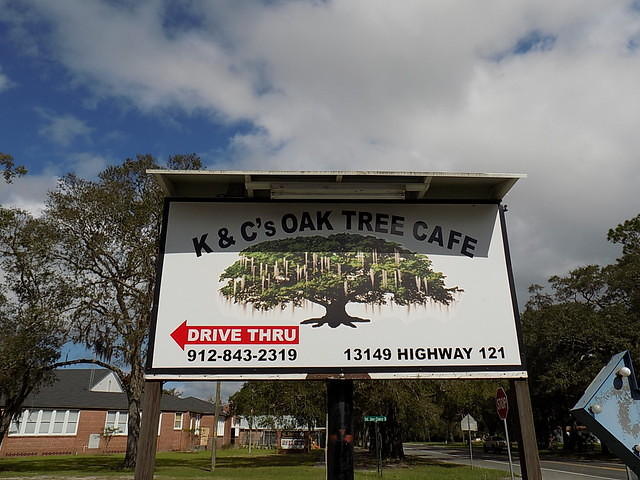 K & C's OAK TREE CAFE
DRIVE THRU
912-843-2319
13149 HIGHWAY 121